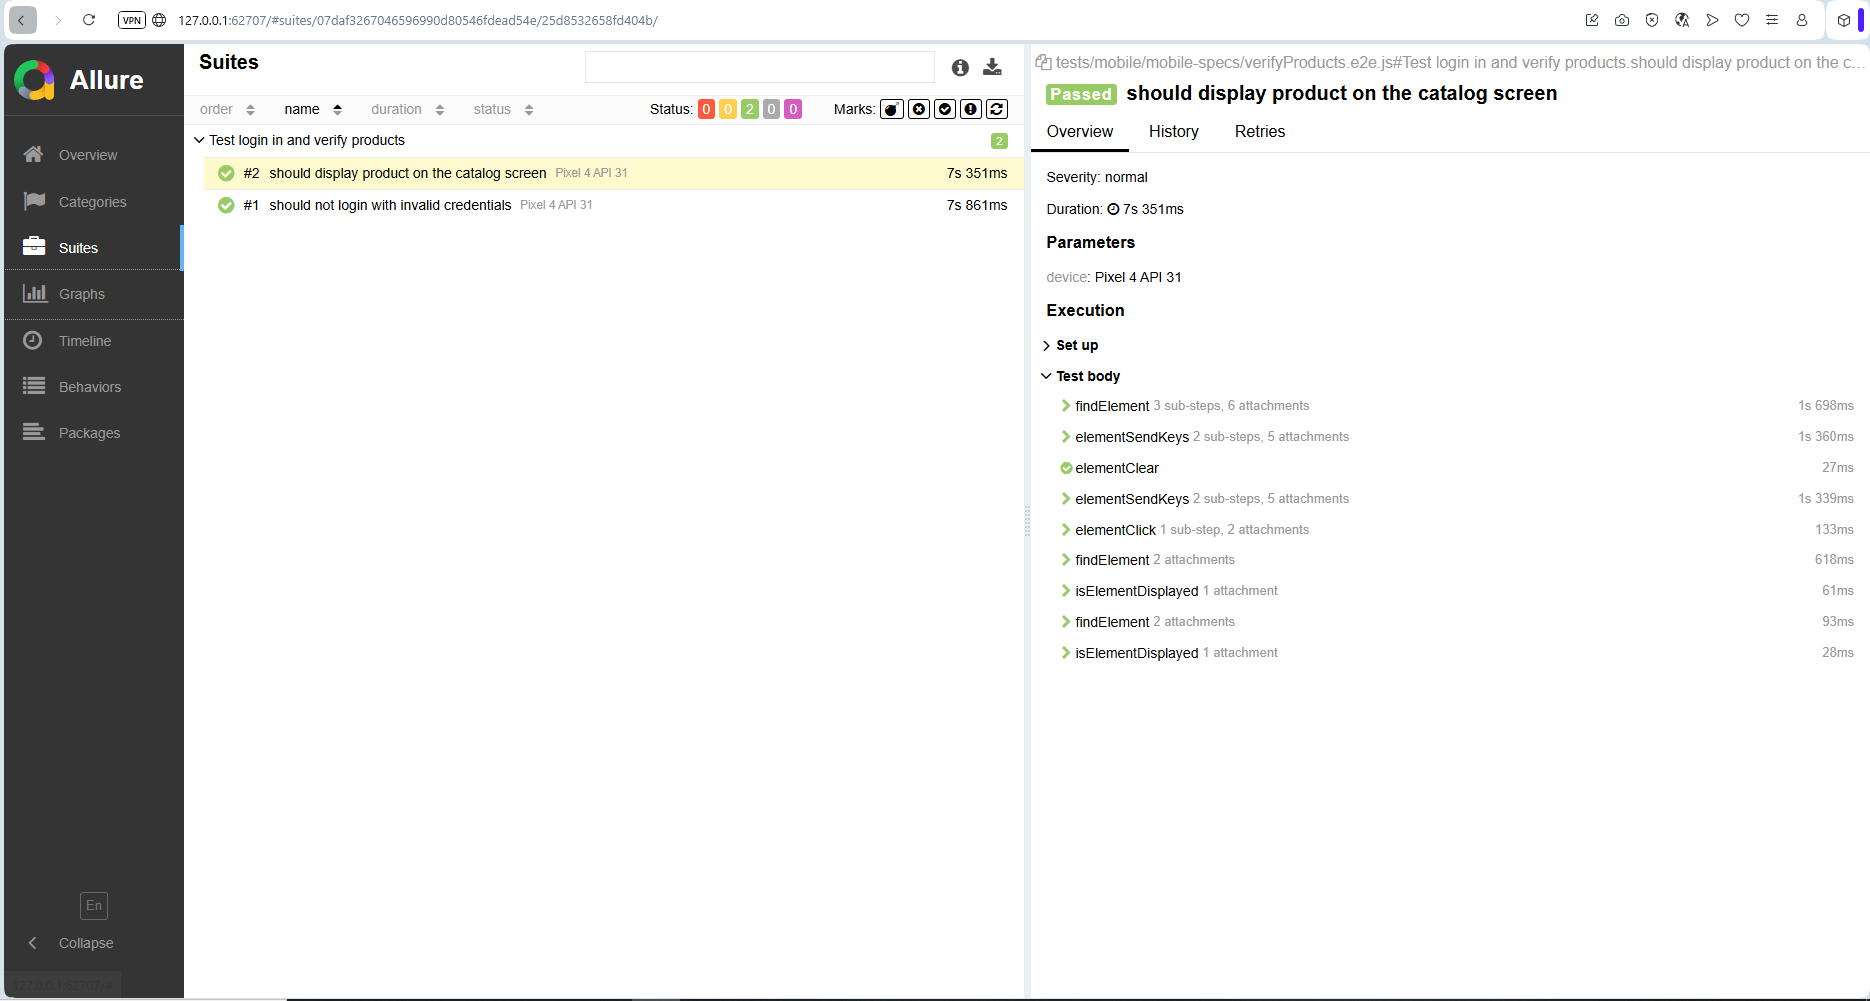 VPN 127.0.0.1:62707/#suites/07daf3267046596990d80546fdead54e/25d8532658fd404b/
Allure
Overview
Categories
Suites
Graphs
Timeline
Behaviors
Packages
En
Collapse
127.0.0.1:62707/#
Suites
order name duration status Status: 0 0 2 0 0 Marks:
Test login in and verify products 2
#2 should display product on the catalog screen Pixel 4 API 31 7s 351ms
#1 should not login with invalid credentials Pixel 4 API 31 7s 861ms
tests/mobile/mobile-specs/verifyProducts.e2e.js#Test login in and verify products.should display product on the c...
Passed should display product on the catalog screen
Overview History Retries
Severity: normal
Duration: 7s 351ms
Parameters
device: Pixel 4 API 31
Execution
Set up
Test body
findElement 3 sub-steps, 6 attachments 1s 698ms
elementSendKeys 2 sub-steps, 5 attachments 1s 360ms
elementClear 27ms
elementSendKeys 2 sub-steps, 5 attachments 1s 339ms
elementClick 1 sub-step, 2 attachments 133ms
findElement 2 attachments 618ms
isElementDisplayed 1 attachment 61ms
findElement 2 attachments 93ms
isElementDisplayed 1 attachment 28ms